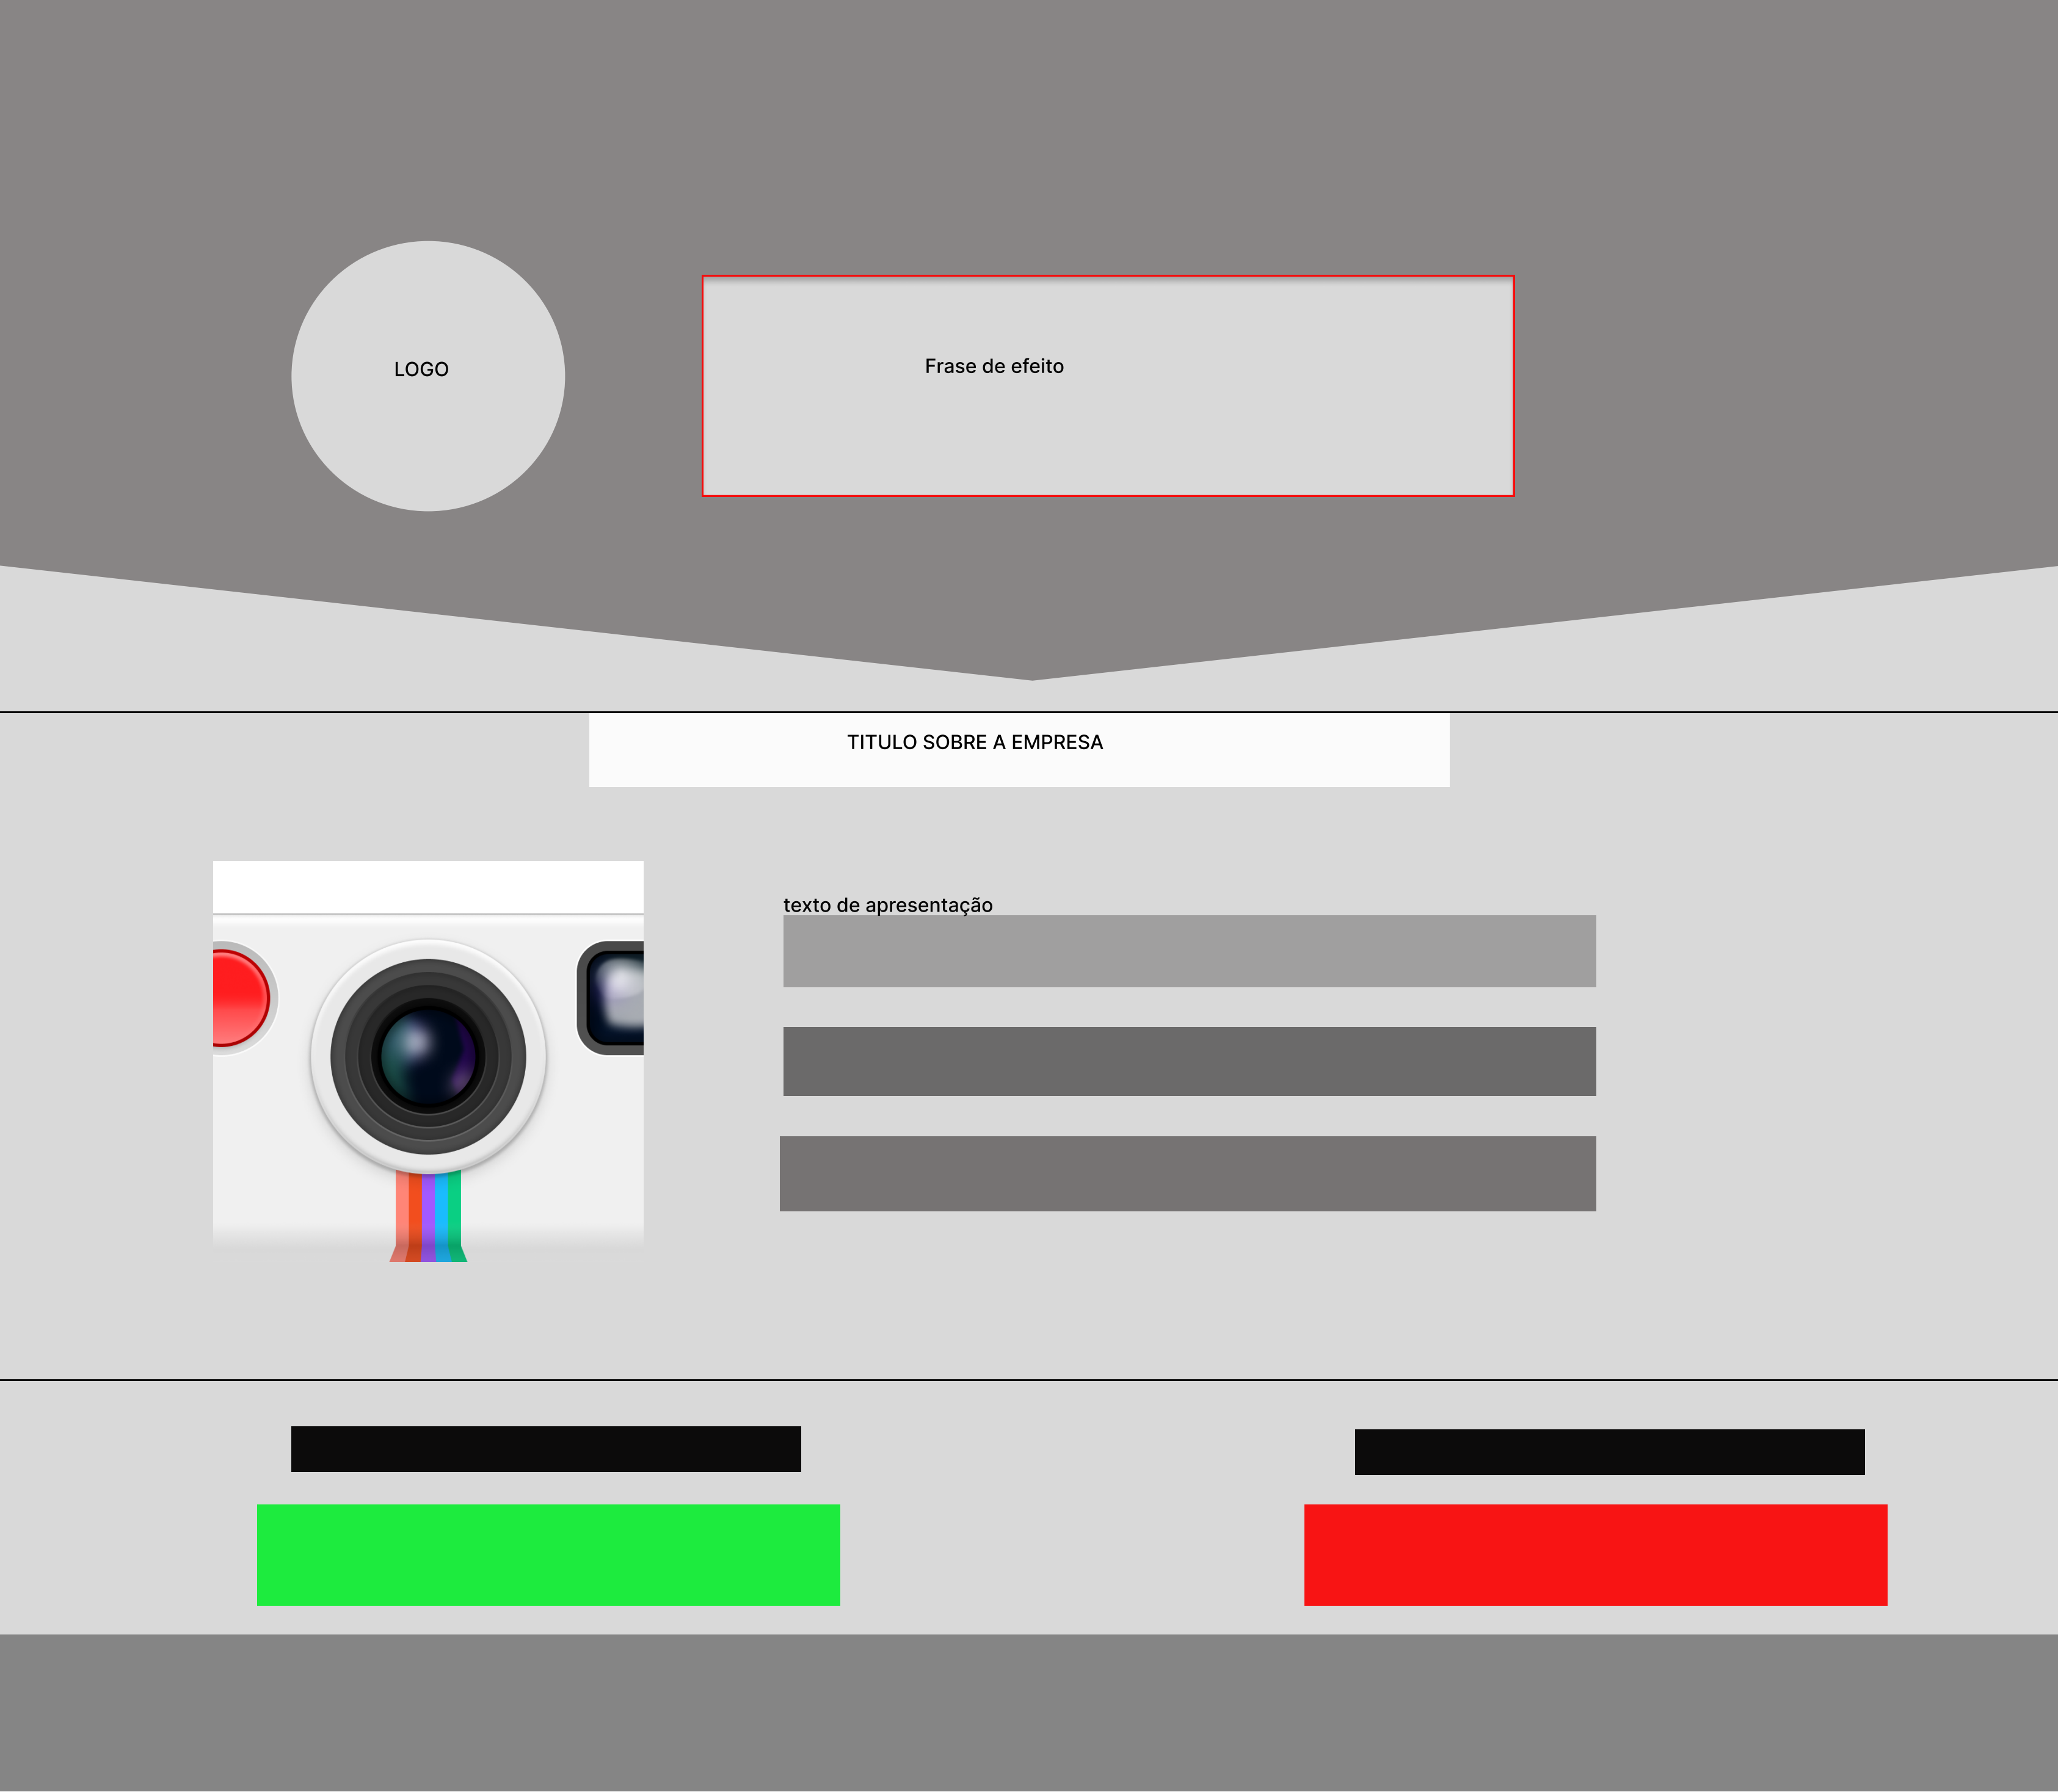 LOGO
Frase de efeito
TITULO SOBRE A EMPRESA
texto de apresentação